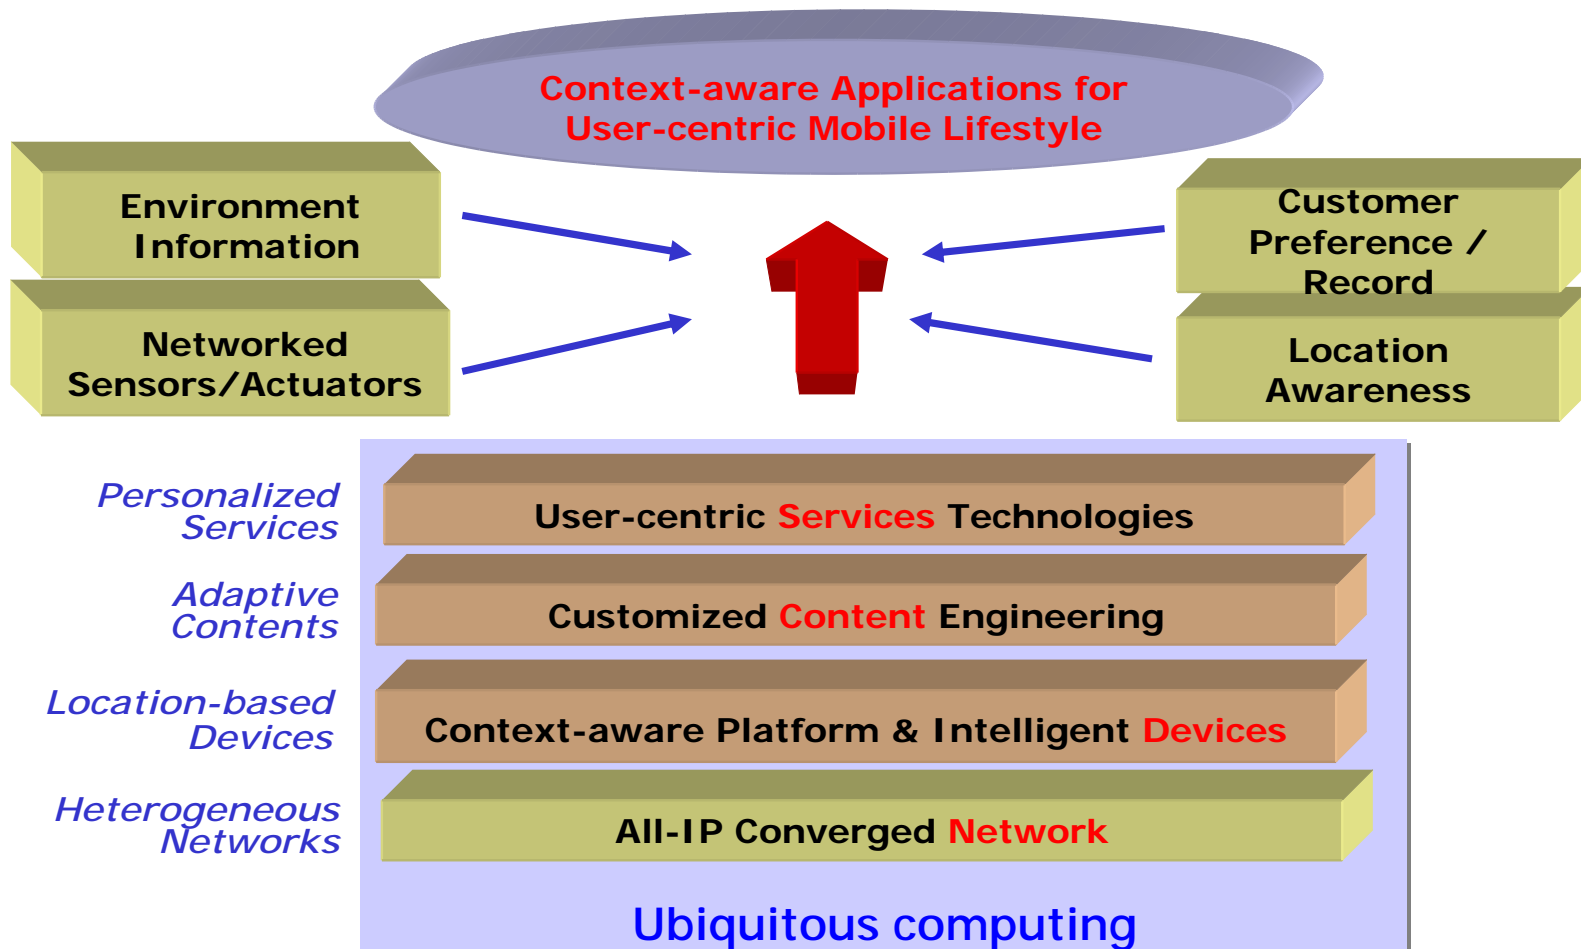 Context-aware Applications for
User-centric Mobile Lifestyle
Environment
Information
Customer
Preference /
Record
Networked
Sensors/Actuators
Location
Awareness
Personalized
Services
User-centric Services Technologies
Adaptive
Contents
Customized Content Engineering
Location-based
Devices
Context-aware Platform & Intelligent Devices
Heterogeneous
Networks
All-IP Converged Network
Ubiquitous computing